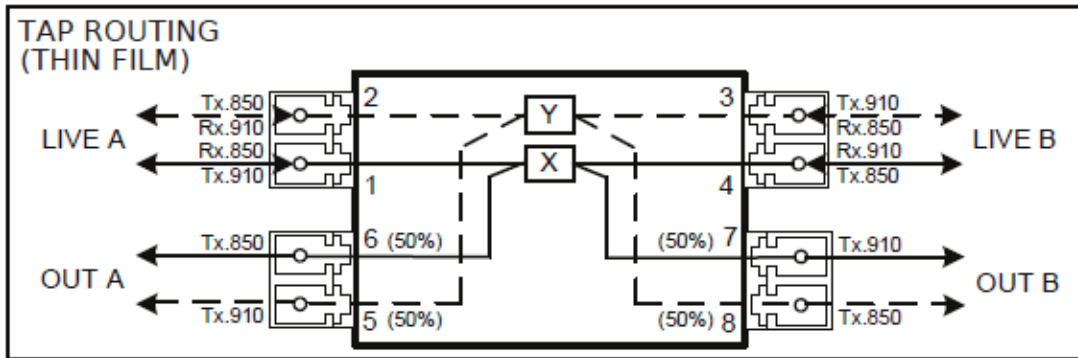 TAP ROUTING
(THIN FILM)
Tx.850 2 Y 3 Tx.910
LIVE A Rx.910 Rx.850 LIVE B
Rx.850 X Rx.910
Tx.910 1 4 Tx.850
Tx.850 6 (50%) (50%) 7 Tx.910
OUT A OUT B
Tx.910 5 (50%) (50%) 8 Tx.850